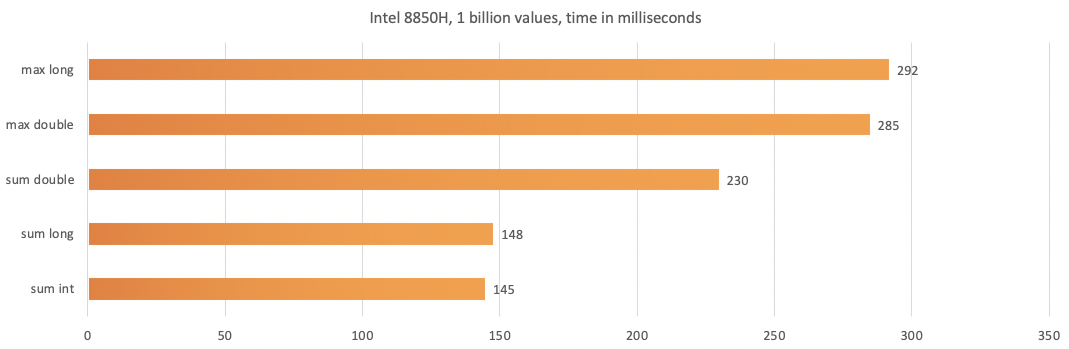 Intel 8850H, 1 billion values, time in milliseconds
max long 292
max double 285
sum double 230
sum long 148
sum int 145
0 50 100 150 200 250 300 350